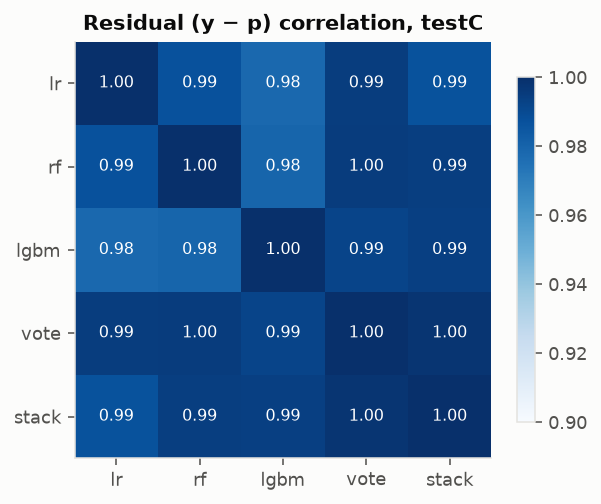 Residual (y − p) correlation, testC
lr 1.00 0.99 0.98 0.99 0.99
rf 0.99 1.00 0.98 1.00 0.99
lgbm 0.98 0.98 1.00 0.99 0.99
vote 0.99 1.00 0.99 1.00 1.00
stack 0.99 0.99 0.99 1.00 1.00
lr rf lgbm vote stack
1.00
0.98
0.96
0.94
0.92
0.90